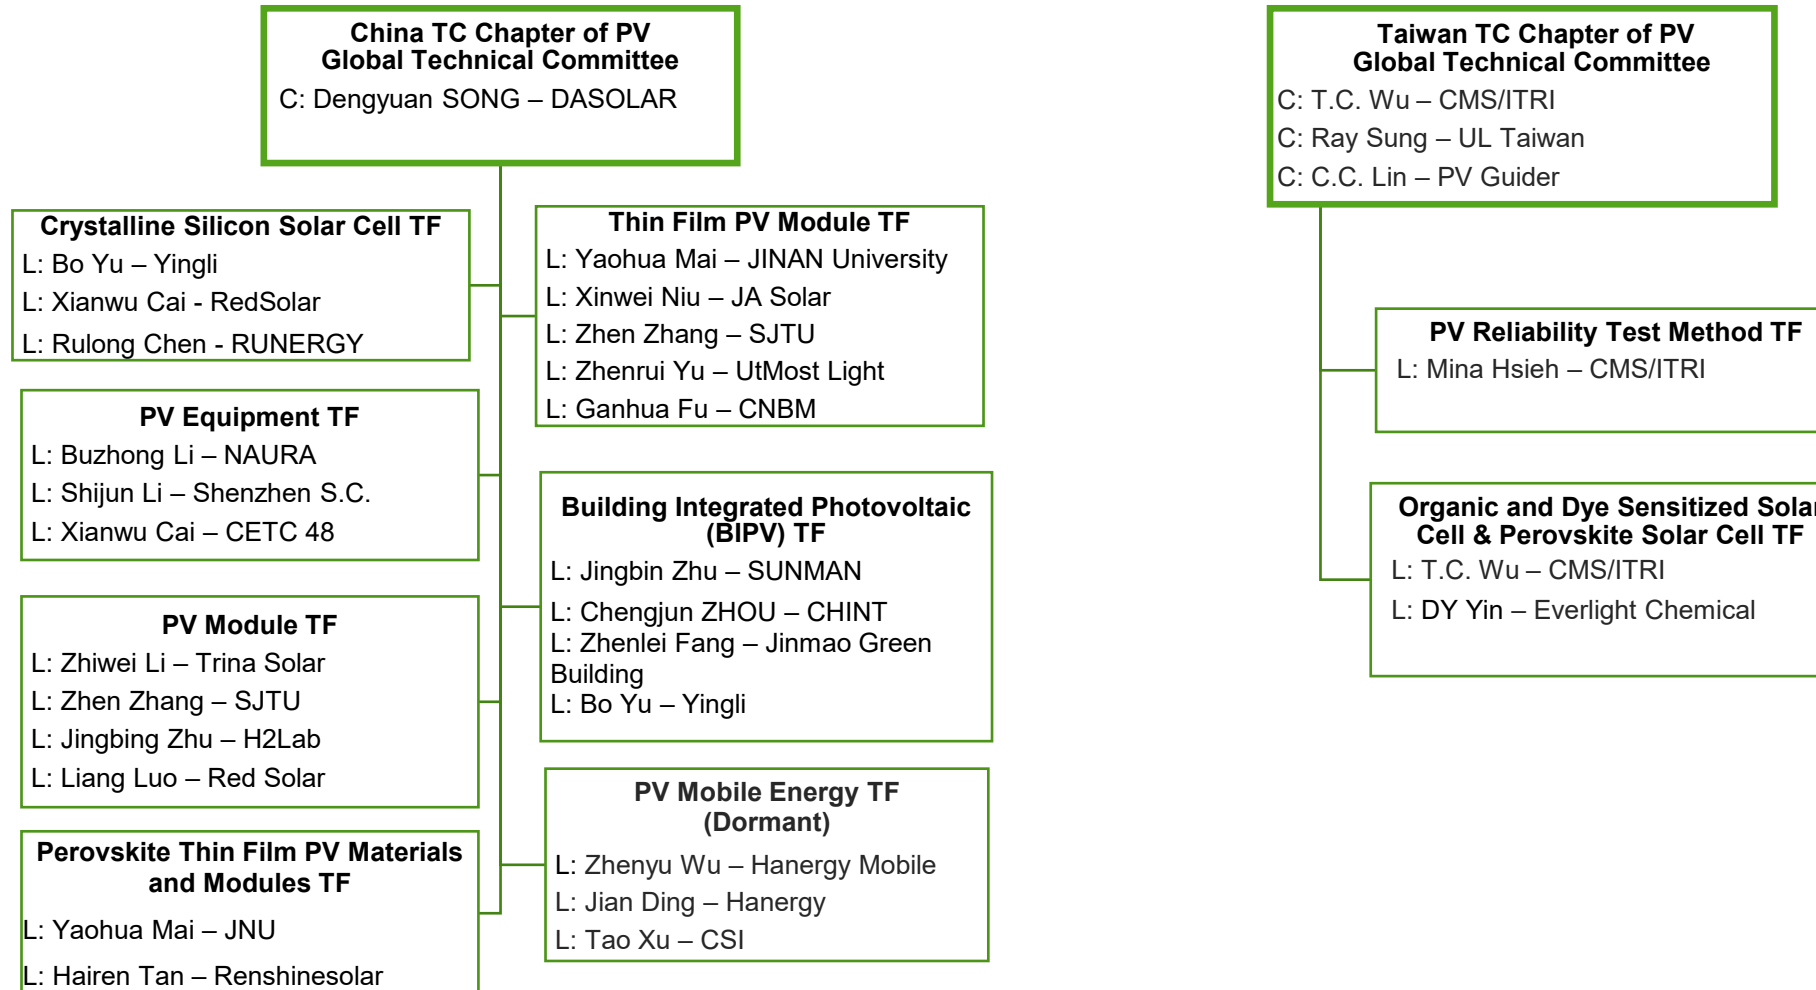 China TC Chapter of PV
Global Technical Committee
C: Dengyuan SONG – DASOLAR
Crystalline Silicon Solar Cell TF
L: Bo Yu – Yingli
L: Xianwu Cai - RedSolar
L: Rulong Chen - RUNERGY
PV Equipment TF
L: Buzhong Li – NAURA
L: Shijun Li – Shenzhen S.C.
L: Xianwu Cai – CETC 48
PV Module TF
L: Zhiwei Li – Trina Solar
L: Zhen Zhang – SJTU
L: Jingbing Zhu – H2Lab
L: Liang Luo – Red Solar
Perovskite Thin Film PV Materials
and Modules TF
L: Yaohua Mai – JNU
L: Hairen Tan – Renshinesolar
Thin Film PV Module TF
L: Yaohua Mai – JINAN University
L: Xinwei Niu – JA Solar
L: Zhen Zhang – SJTU
L: Zhenrui Yu – UtMost Light
L: Ganhua Fu – CNBM
Building Integrated Photovoltaic
(BIPV) TF
L: Jingbin Zhu – SUNMAN
L: Chengjun ZHOU – CHINT
L: Zhenlei Fang – Jinmao Green
Building
L: Bo Yu – Yingli
PV Mobile Energy TF
(Dormant)
L: Zhenyu Wu – Hanergy Mobile
L: Jian Ding – Hanergy
L: Tao Xu – CSI
Taiwan TC Chapter of PV
Global Technical Committee
C: T.C. Wu – CMS/ITRI
C: Ray Sung – UL Taiwan
C: C.C. Lin – PV Guider
PV Reliability Test Method TF
L: Mina Hsieh – CMS/ITRI
Organic and Dye Sensitized Solar
Cell & Perovskite Solar Cell TF
L: T.C. Wu – CMS/ITRI
L: DY Yin – Everlight Chemical